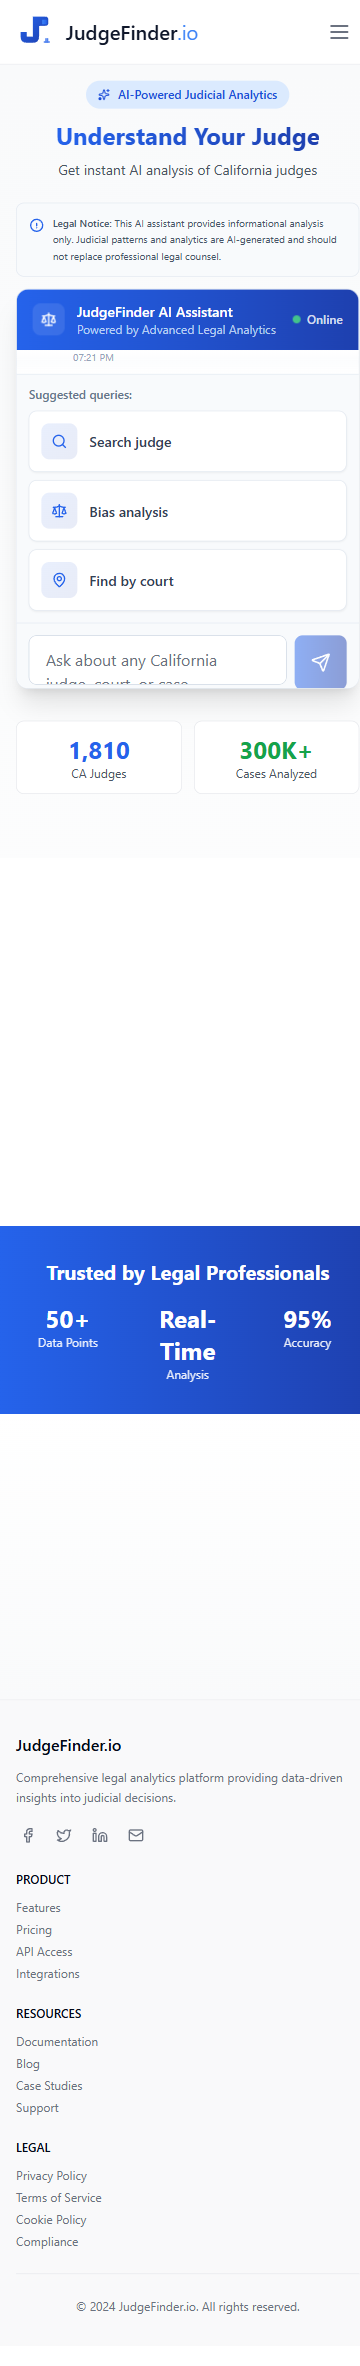 JudgeFinder.io
AI-Powered Judicial Analytics
Understand Your Judge
Get instant AI analysis of California judges
Legal Notice: This AI assistant provides informational analysis
only. Judicial patterns and analytics are AI-generated and should
not replace professional legal counsel.
JudgeFinder AI Assistant
Powered by Advanced Legal Analytics
Online
07:21 PM
Suggested queries:
Search judge
Bias analysis
Find by court
Ask about any California
judge, court, or case
1,810
CA Judges
300K+
Cases Analyzed
Trusted by Legal Professionals
50+
Data Points
Real-
Time
Analysis
95%
Accuracy
JudgeFinder.io
Comprehensive legal analytics platform providing data-driven
insights into judicial decisions.
PRODUCT
Features
Pricing
API Access
Integrations
RESOURCES
Documentation
Blog
Case Studies
Support
LEGAL
Privacy Policy
Terms of Service
Cookie Policy
Compliance
© 2024 JudgeFinder.io. All rights reserved.